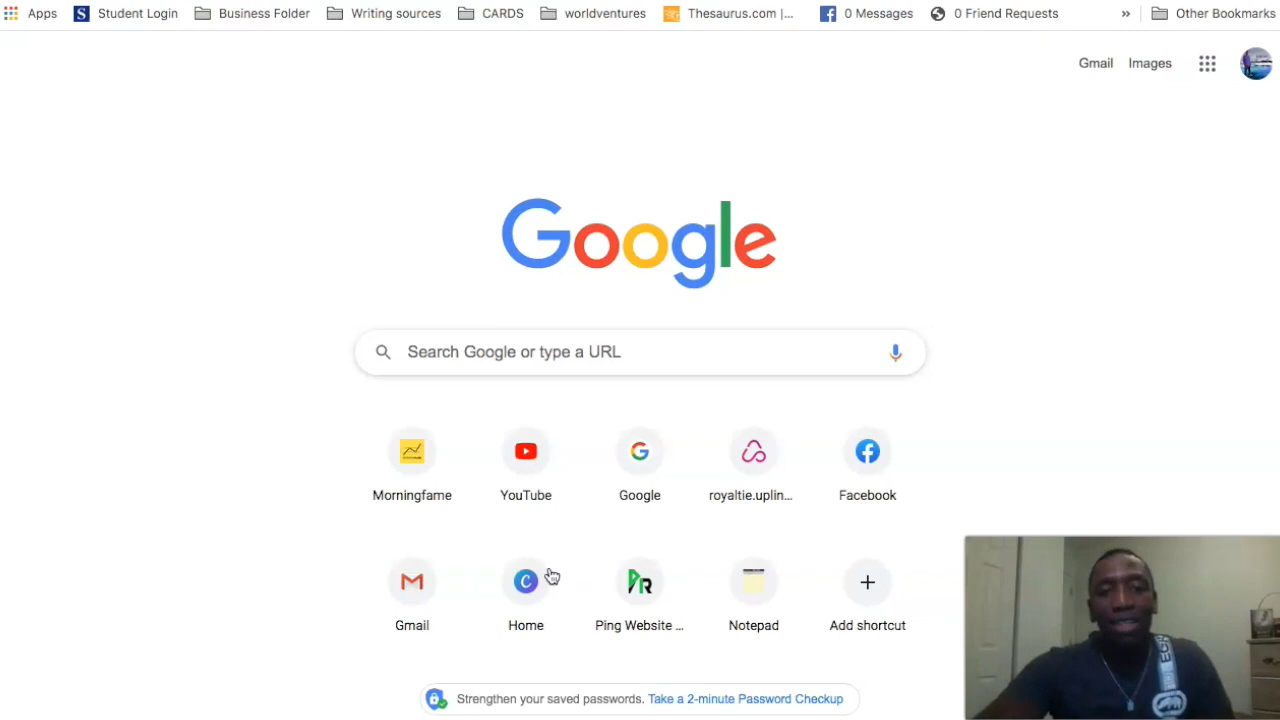 Apps Student Login Business Folder Writing sources CARDS worldventures Thesaurus.com |... 0 Messages 0 Friend Requests » Other Bookmarks
Gmail Images
Google
Search Google or type a URL
Morningfame YouTube Google royaltie.uplin... Facebook
Gmail Home Ping Website ... Notepad Add shortcut
Strengthen your saved passwords. Take a 2-minute Password Checkup